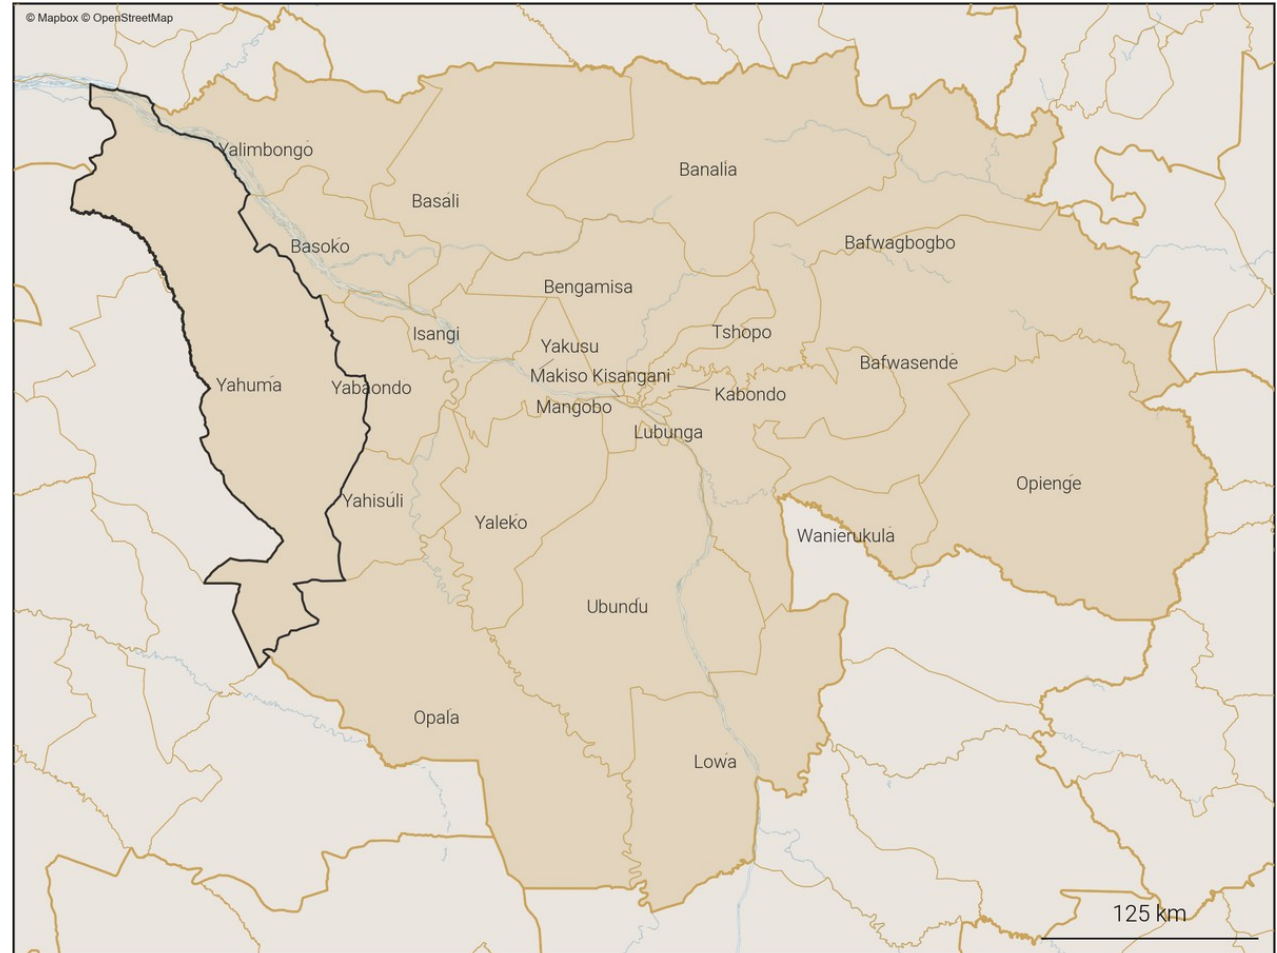 © Mapbox © OpenStreetMap
Yalimbongo
Banalia
Basali
Basoko
Bafwagbogbo
Bengamisa
Isangi
Tshopo
Yakusu
Bafwasende
Makiso Kisangani
Yahuma
Yabaondo
Kabondo
Mangobo
Lubunga
Opienge
Yahisuli
Yaleko
Wanierukula
Ubundu
Opala
Lowa
125 km